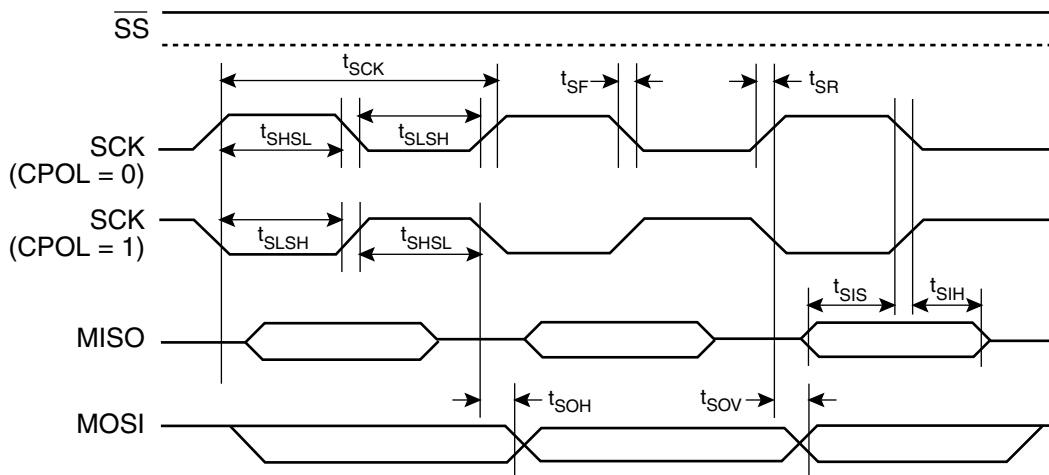 SS
tSCK
tSF
tSR
SCK
(CPOL = 0)
tSHSL
tSLSH
SCK
(CPOL = 1)
tSLSH
tSHSL
tSIS
tSIH
MISO
tSOH
tSOV
MOSI